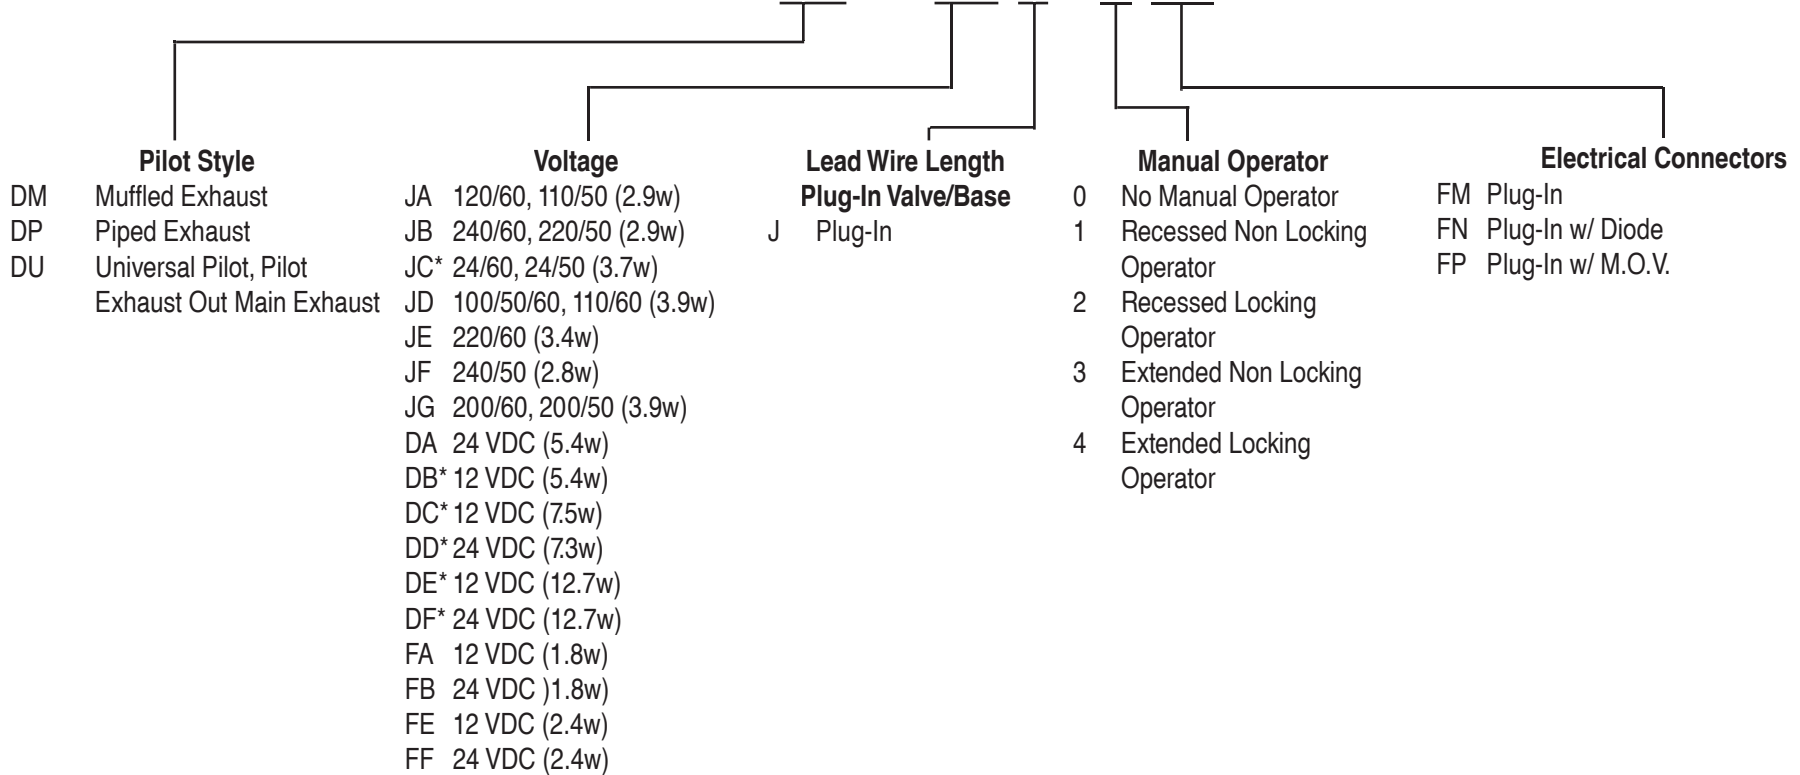 Pilot Style
DM Muffled Exhaust
DP Piped Exhaust
DU Universal Pilot, Pilot
Exhaust Out Main Exhaust
Voltage
JA 120/60, 110/50 (2.9w)
JB 240/60, 220/50 (2.9w)
JC* 24/60, 24/50 (3.7w)
JD 100/50/60, 110/60 (3.9w)
JE 220/60 (3.4w)
JF 240/50 (2.8w)
JG 200/60, 200/50 (3.9w)
DA 24 VDC (5.4w)
DB* 12 VDC (5.4w)
DC* 12 VDC (7.5w)
DD* 24 VDC (7.3w)
DE* 12 VDC (12.7w)
DF* 24 VDC (12.7w)
FA 12 VDC (1.8w)
FB 24 VDC )1.8w)
FE 12 VDC (2.4w)
FF 24 VDC (2.4w)
Lead Wire Length
Plug-In Valve/Base
J Plug-In
Manual Operator
0 No Manual Operator
1 Recessed Non Locking
Operator
2 Recessed Locking
Operator
3 Extended Non Locking
Operator
4 Extended Locking
Operator
Electrical Connectors
FM Plug-In
FN Plug-In w/ Diode
FP Plug-In w/ M.O.V.